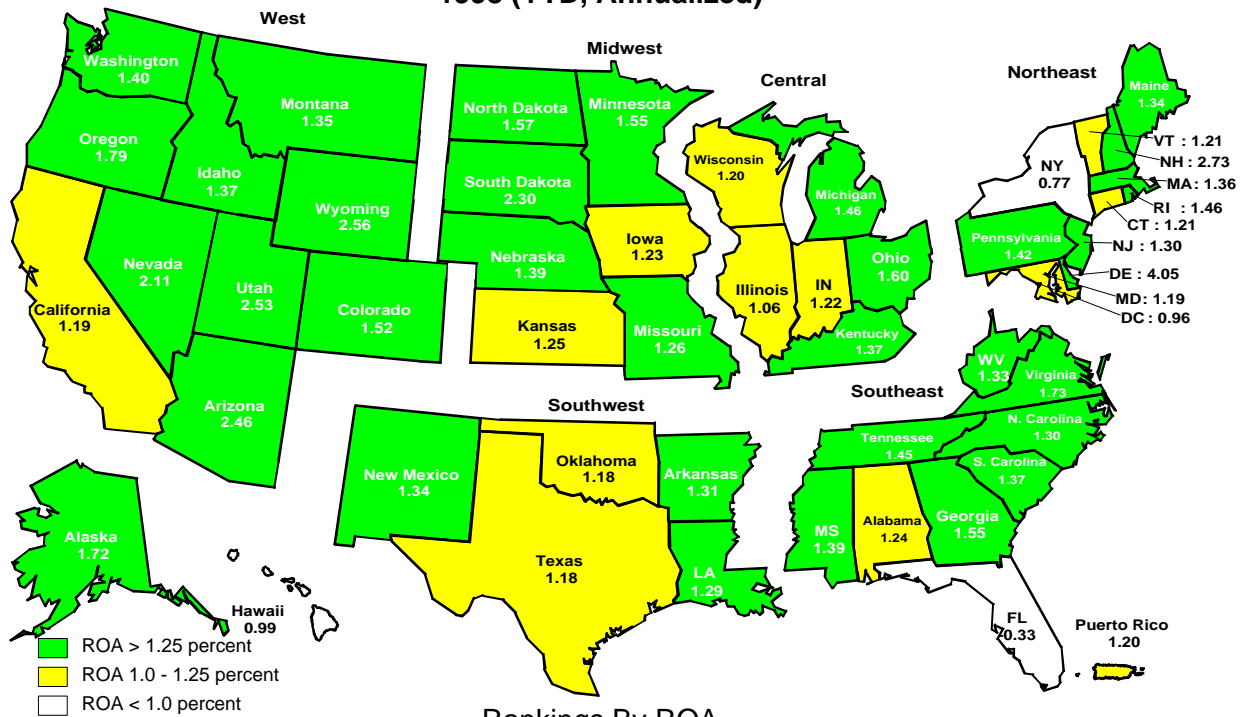 West
Midwest
Central
Northeast
Washington
1.40
Montana
1.35
Oregon
1.79
Idaho
1.37
Wyoming
2.56
Nevada
2.11
Utah
2.53
Colorado
1.52
California
1.19
Arizona
2.46
Alaska
1.72
Hawaii
0.99
North Dakota
1.57
Minnesota
1.55
South Dakota
2.30
Nebraska
1.39
Iowa
1.23
Kansas
1.25
Missouri
1.26
Wisconsin
1.20
Michigan
1.46
Illinois
1.06
IN
1.22
Ohio
1.60
Kentucky
1.37
Maine
1.34
NY
0.77
VT : 1.21
NH : 2.73
MA : 1.36
RI : 1.46
CT : 1.21
NJ : 1.30
DE : 4.05
MD: 1.19
DC : 0.96
Pennsylvania
1.42
Southwest
New Mexico
1.34
Oklahoma
1.18
Arkansas
1.31
Texas
1.18
LA
1.29
Southeast
WV
1.33
Virginia
1.73
N. Carolina
1.30
Tennessee
1.45
S. Carolina
1.37
MS
1.39
Alabama
1.24
Georgia
1.55
FL
0.33
Puerto Rico
1.20
ROA > 1.25 percent
ROA 1.0 - 1.25 percent
ROA < 1.0 percent